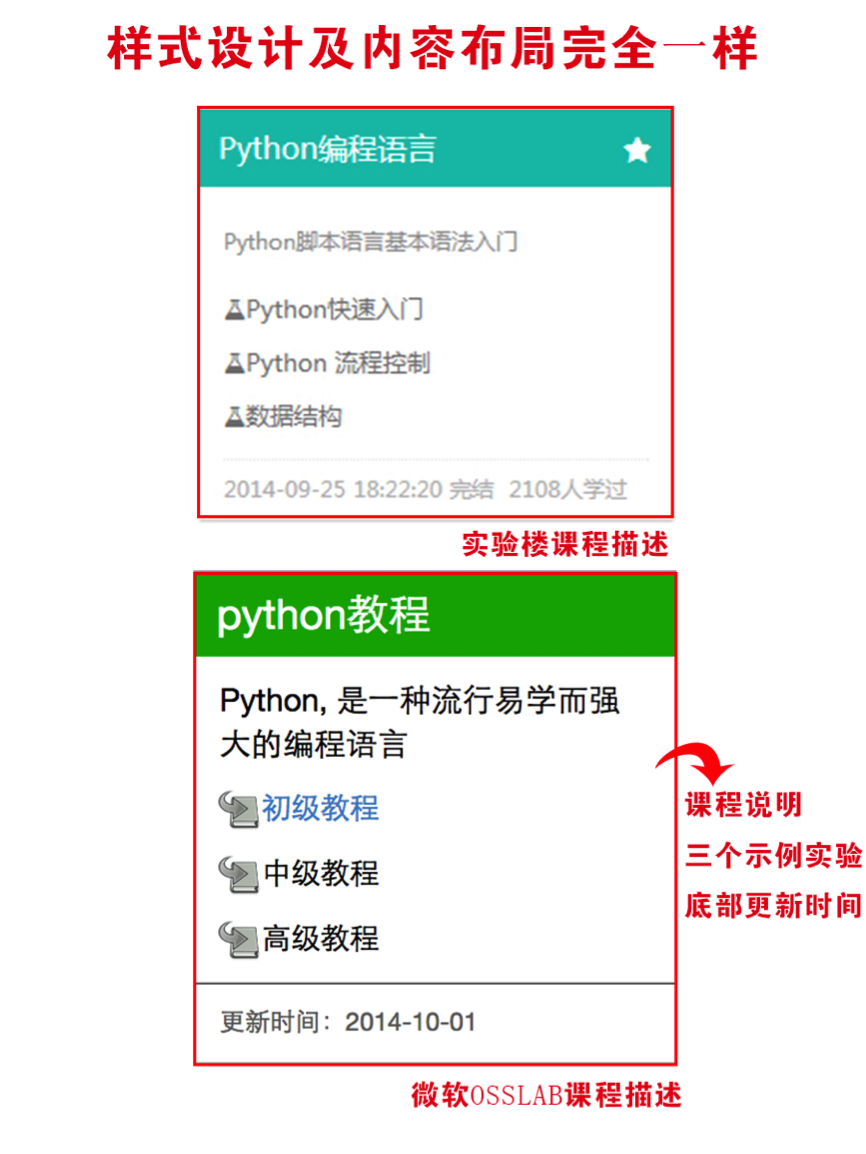 样式设计及内容布局完全一样
Python编程语言
Python脚本语言基本语法入门
Python快速入门
Python 流程控制
数据结构
2014-09-25 18:22:20 完结 2108人学过
实验楼课程描述
python教程
Python, 是一种流行易学而强
大的编程语言
初级教程
中级教程
高级教程
课程说明
三个示例实验
底部更新时间
更新时间：2014-10-01
微软OSSLAB课程描述